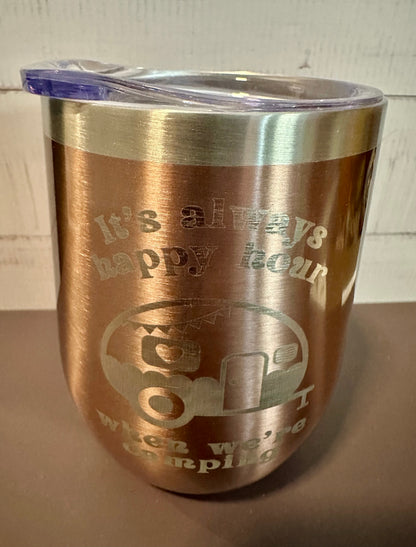 It's always
happy hour
when we're
camping